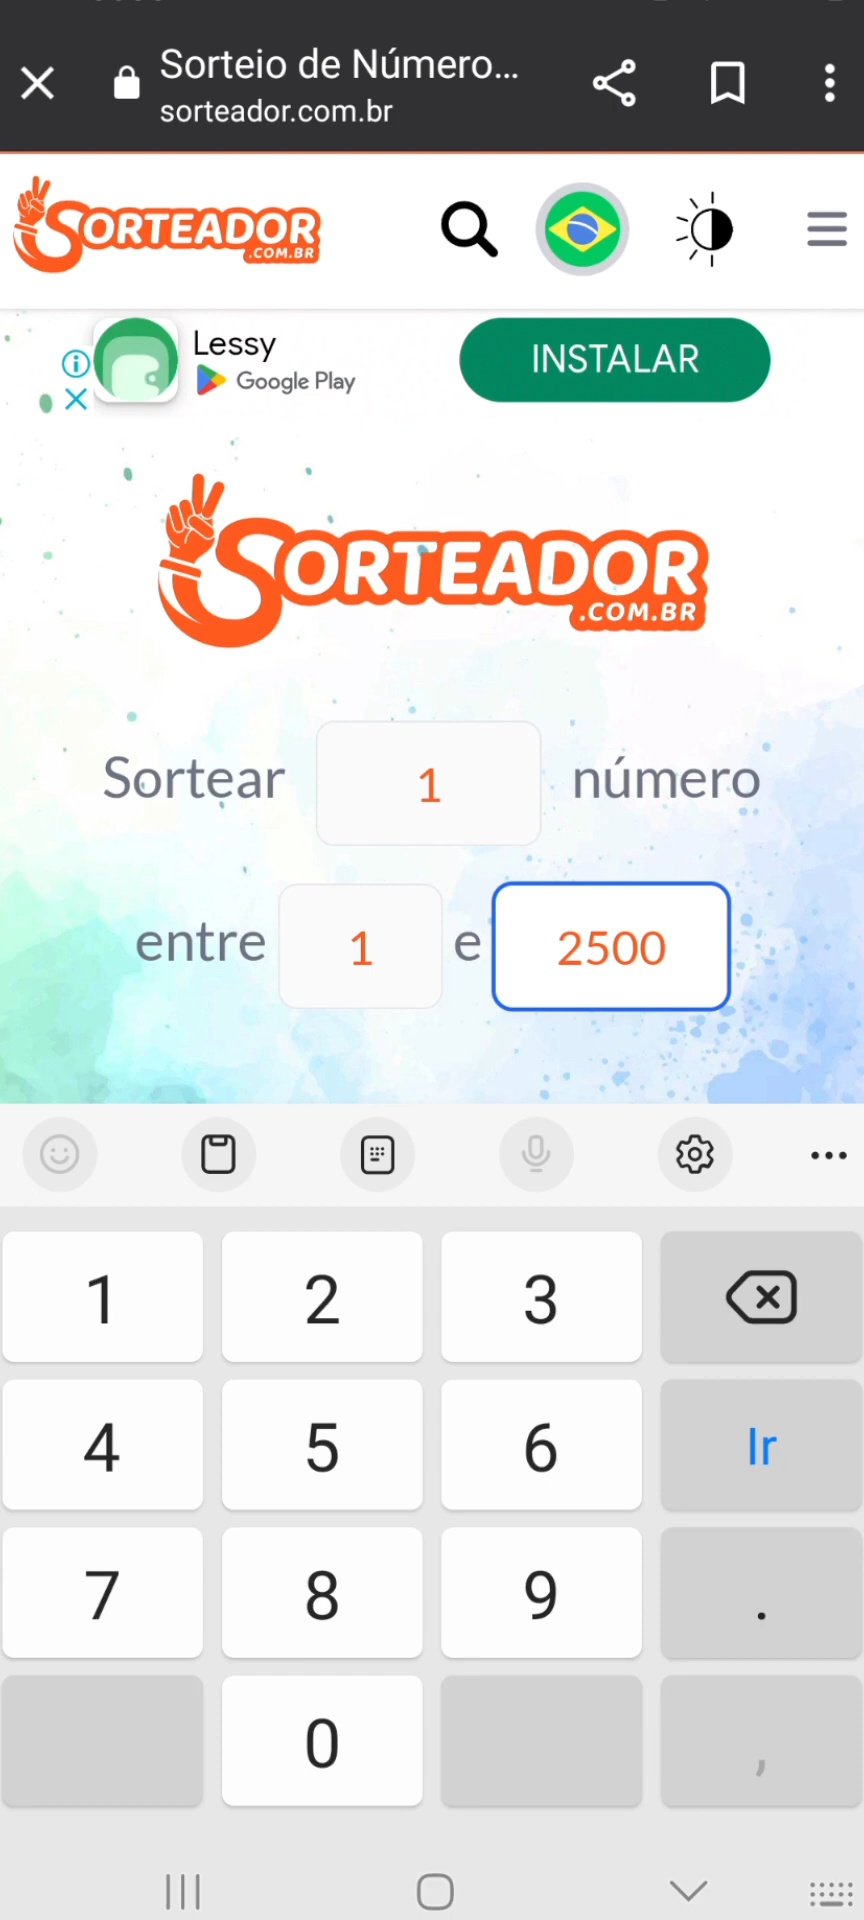 Sorteio de Número...
sorteador.com.br
SORTEADOR
.COM.BR
Lessy
Google Play
INSTALAR
SORTEADOR
.COM.BR
Sortear 1 número
entre 1 e 2500
1 2 3
4 5 6 Ir
7 8 9 .
0 ,